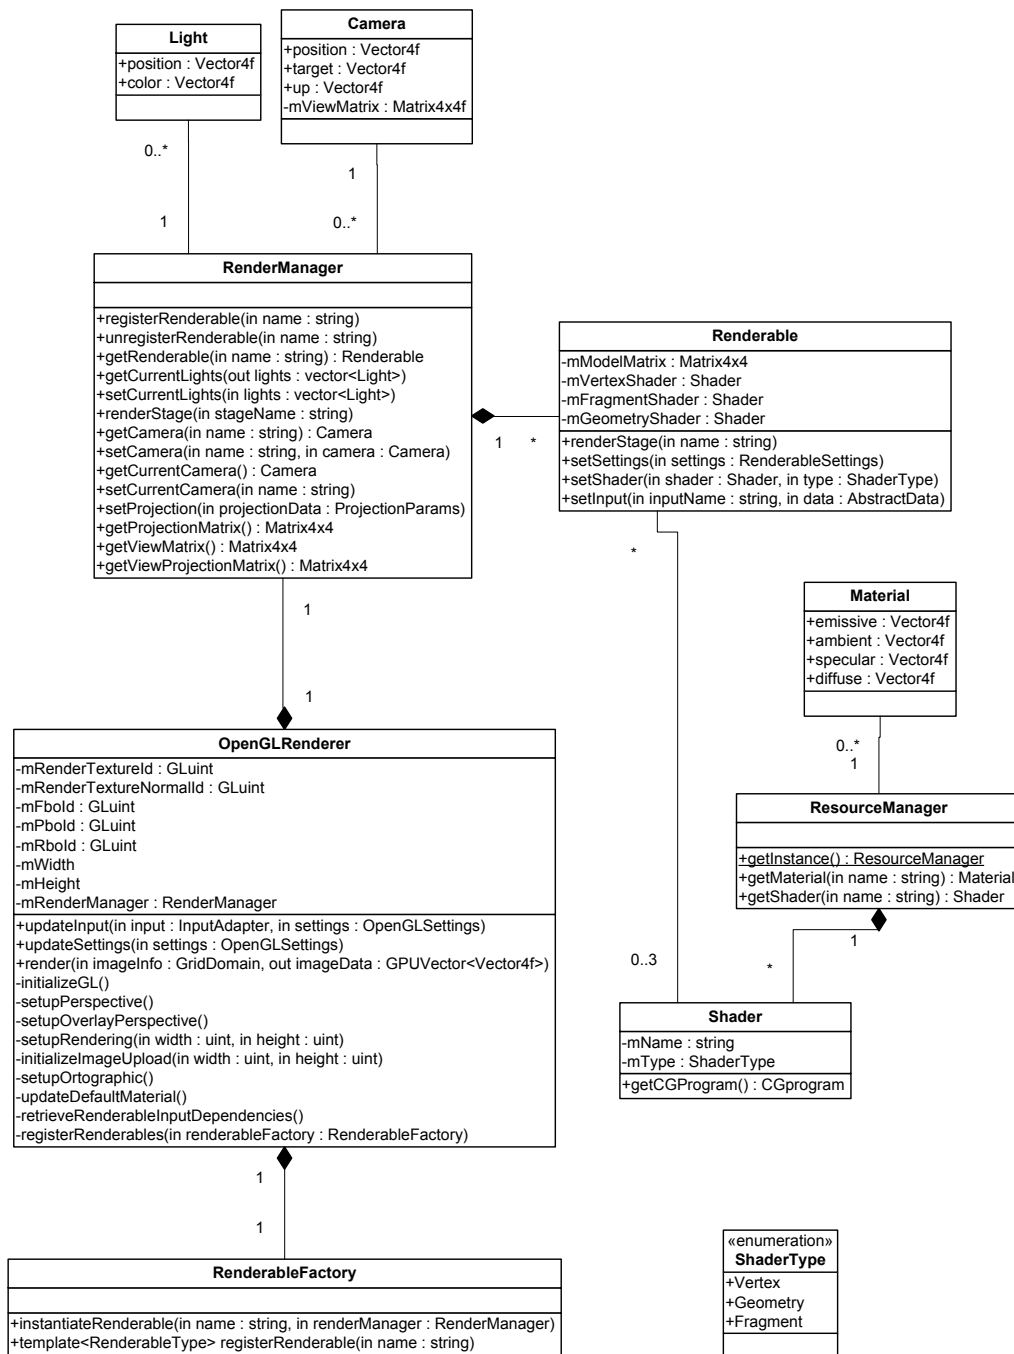 Light
+position : Vector4f
+color : Vector4f
Camera
+position : Vector4f
+target : Vector4f
+up : Vector4f
-mViewMatrix : Matrix4x4f
0..*
1
1
0..*
RenderManager
+registerRenderable(in name : string)
+unregisterRenderable(in name : string)
+getRenderable(in name : string) : Renderable
+getCurrentLights(out lights : vector<Light>)
+setCurrentLights(in lights : vector<Light>)
+renderStage(in stageName : string)
+getCamera(in name : string) : Camera
+setCamera(in name : string, in camera : Camera)
+getCurrentCamera() : Camera
+setCurrentCamera(in name : string)
+setProjection(in projectionData : ProjectionParams)
+getProjectionMatrix() : Matrix4x4
+getViewMatrix() : Matrix4x4
+getViewProjectionMatrix() : Matrix4x4
1
*
Renderable
-mModelMatrix : Matrix4x4
-mVertexShader : Shader
-mFragmentShader : Shader
-mGeometryShader : Shader
+renderStage(in name : string)
+setSettings(in settings : RenderableSettings)
+setShader(in shader : Shader, in type : ShaderType)
+setInput(in inputName : string, in data : AbstractData)
*
0..3
Material
+emissive : Vector4f
+ambient : Vector4f
+specular : Vector4f
+diffuse : Vector4f
0..*
1
ResourceManager
+getInstance() : ResourceManager
+getMaterial(in name : string) : Material
+getShader(in name : string) : Shader
1
*
1
1
OpenGLRenderer
-mRenderTextureId : GLuint
-mRenderTextureNormalId : GLuint
-mFboId : GLuint
-mPboId : GLuint
-mRboId : GLuint
-mWidth
-mHeight
-mRenderManager : RenderManager
+updateInput(in input : InputAdapter, in settings : OpenGLSettings)
+updateSettings(in settings : OpenGLSettings)
+render(in imageInfo : GridDomain, out imageData : GPUVector<Vector4f>)
-initializeGL()
-setupPerspective()
-setupOverlayPerspective()
-setupRendering(in width : uint, in height : uint)
-initializeImageUpload(in width : uint, in height : uint)
-setupOrtographic()
-updateDefaultMaterial()
-retrieveRenderableInputDependencies()
-registerRenderables(in renderableFactory : RenderableFactory)
Shader
-mName : string
-mType : ShaderType
+getCGProgram() : CGprogram
1
1
RenderableFactory
+instantiateRenderable(in name : string, in renderManager : RenderManager)
+template<RenderableType> registerRenderable(in name : string)
«enumeration»
ShaderType
+Vertex
+Geometry
+Fragment